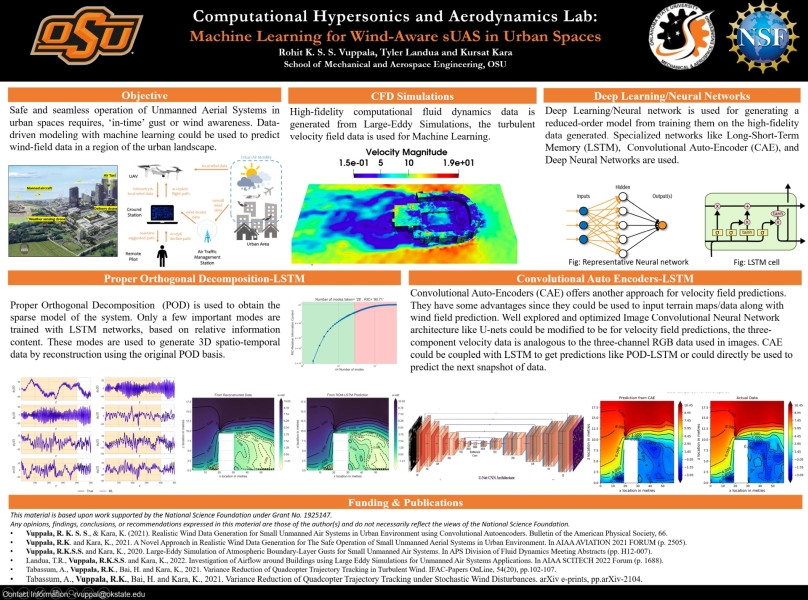 Computational Hypersonics and Aerodynamics Lab:
Machine Learning for Wind-Aware sUAS in Urban Spaces
Rohit K. S. S. Vuppala, Tyler Landua and Kursat Kara
School of Mechanical and Aerospace Engineering, OSU
OSU
NSF
Objective
Safe and seamless operation of Unmanned Aerial Systems in
urban spaces requires, ‘in-time’ gust or wind awareness. Data-
driven modeling with machine learning could be used to predict
wind-field data in a region of the urban landscape.
UAV
Ground
Station
Remote
Pilot
Air Traffic
Management
Station
Urban Area
CFD Simulations
High-fidelity computational fluid dynamics data is
generated from Large-Eddy Simulations, the turbulent
velocity field data is used for Machine Learning.
Velocity Magnitude
1.5e-01 5 10 1.9e+01
Deep Learning/Neural Networks
Deep Learning/Neural network is used for generating a
reduced-order model from training them on the high-fidelity
data generated. Specialized networks like Long-Short-Term
Memory (LSTM), Convolutional Auto-Encoder (CAE), and
Deep Neural Networks are used.
Inputs
Hidden
Output(s)
Fig: Representative Neural network
Fig: LSTM cell
Proper Orthogonal Decomposition-LSTM
Proper Orthogonal Decomposition (POD) is used to obtain the
sparse model of the system. Only a few important modes are
trained with LSTM networks, based on relative information
content. These modes are used to generate 3D spatio-temporal
data by reconstruction using the original POD basis.
From Reconstructed Data
From POD-LSTM Prediction
Convolutional Auto Encoders-LSTM
Convolutional Auto-Encoders (CAE) offers another approach for velocity field predictions.
They have some advantages since they could be used to input terrain maps/data along with
wind field prediction. Well explored and optimized Image Convolutional Neural Network
architecture like U-nets could be modified to be for velocity field predictions, the three-
component velocity data is analogous to the three-channel RGB data used in images. CAE
could be coupled with LSTM to get predictions like POD-LSTM or could directly be used to
predict the next snapshot of data.
Prediction from CAE
Actual Data
x location in metres
x location in metres
Funding & Publications
This material is based upon work supported by the National Science Foundation under Grant No. 1925147.
Any opinions, findings, conclusions, or recommendations expressed in this material are those of the author(s) and do not necessarily reflect the views of the National Science Foundation.
• Vuppala, R. K. S. S., & Kara, K. (2021). Realistic Wind Data Generation for Small Unmanned Air Systems in Urban Environment using Convolutional Autoencoders. Bulletin of the American Physical Society, 66.
• Vuppala, R.K. and Kara, K., 2021. A Novel Approach in Realistic Wind Data Generation for The Safe Operation of Small Unmanned Aerial Systems in Urban Environment. In AIAA AVIATION 2021 FORUM (p. 2505).
• Vuppala, R.K.S.S. and Kara, K., 2020. Large-Eddy Simulation of Atmospheric Boundary-Layer Gusts for Small Unmanned Air Systems. In APS Division of Fluid Dynamics Meeting Abstracts (pp. H12-007).
• Landua, T.R., Vuppala, R.K.S.S. and Kara, K., 2022. Investigation of Airflow around Buildings using Large Eddy Simulations for Unmanned Air Systems Applications. In AIAA SCITECH 2022 Forum (p. 1688).
• Tabassum, A., Vuppala, R.K., Bai, H. and Kara, K., 2021. Variance Reduction of Quadcopter Trajectory Tracking in Turbulent Wind. IFAC-Papers OnLine, 54(20), pp.102-107.
• Tabassum, A., Vuppala, R.K., Bai, H. and Kara, K., 2021. Variance Reduction of Quadcopter Trajectory Tracking under Stochastic Wind Disturbances. arXiv e-prints, pp.arXiv-2104.
Contact Information: rvuppal@okstate.edu